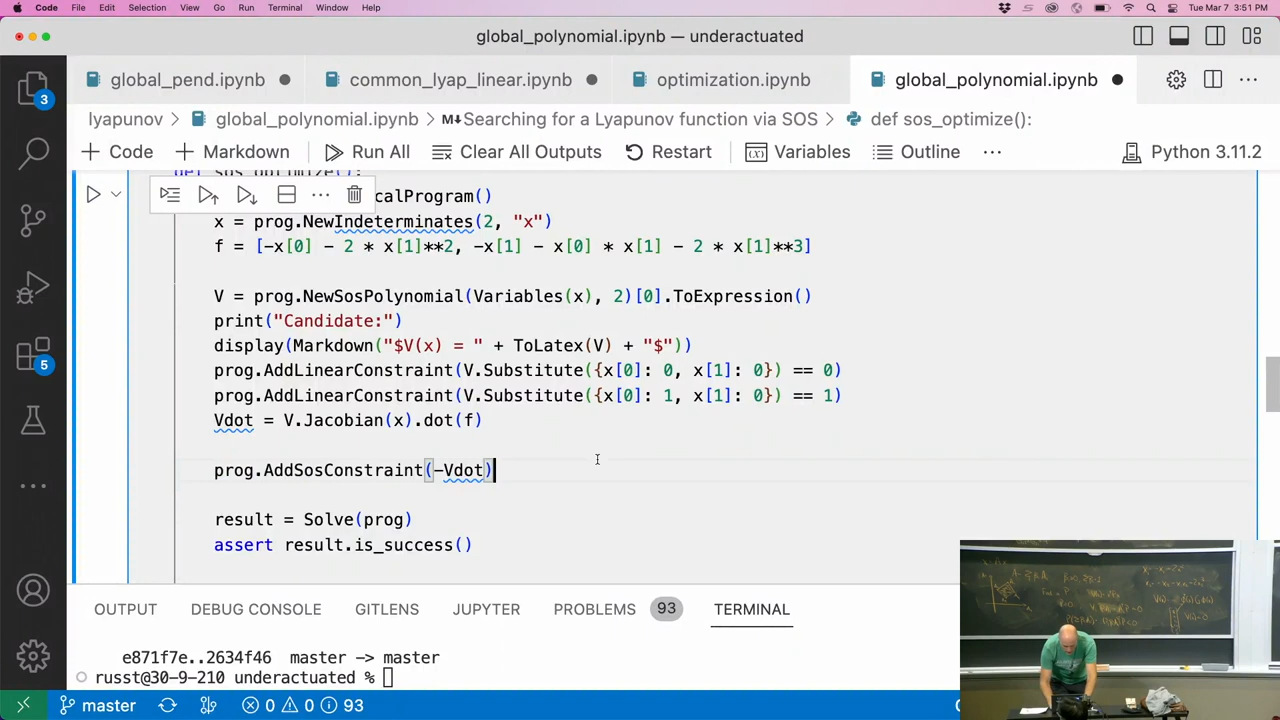 Code File Edit Selection View Go Run Terminal Window Help Tue Mar 7 3:51 PM
global_polynomial.ipynb — underactuated
global_pend.ipynb common_lyap_linear.ipynb optimization.ipynb global_polynomial.ipynb
lyapunov > global_polynomial.ipynb > M↓Searching for a Lyapunov function via SOS > def sos_optimize():
+ Code + Markdown Run All Clear All Outputs Restart Variables Outline ... Python 3.11.2
def sos_optimize():
calProgram()
x = prog.NewIndeterminates(2, "x")
f = [-x[0] - 2 * x[1]**2, -x[1] - x[0] * x[1] - 2 * x[1]**3]
V = prog.NewSosPolynomial(Variables(x), 2)[0].ToExpression()
print("Candidate:")
display(Markdown("$V(x) = " + ToLatex(V) + "$"))
prog.AddLinearConstraint(V.Substitute({x[0]: 0, x[1]: 0}) == 0)
prog.AddLinearConstraint(V.Substitute({x[0]: 1, x[1]: 0}) == 1)
Vdot = V.Jacobian(x).dot(f)
prog.AddSosConstraint(-Vdot)
result = Solve(prog)
assert result.is_success()
3
5
OUTPUT DEBUG CONSOLE GITLENS JUPYTER PROBLEMS 93 TERMINAL
e871f7e..2634f46 master -> master
russt@30-9-210 underactuated %
master 0 0 93